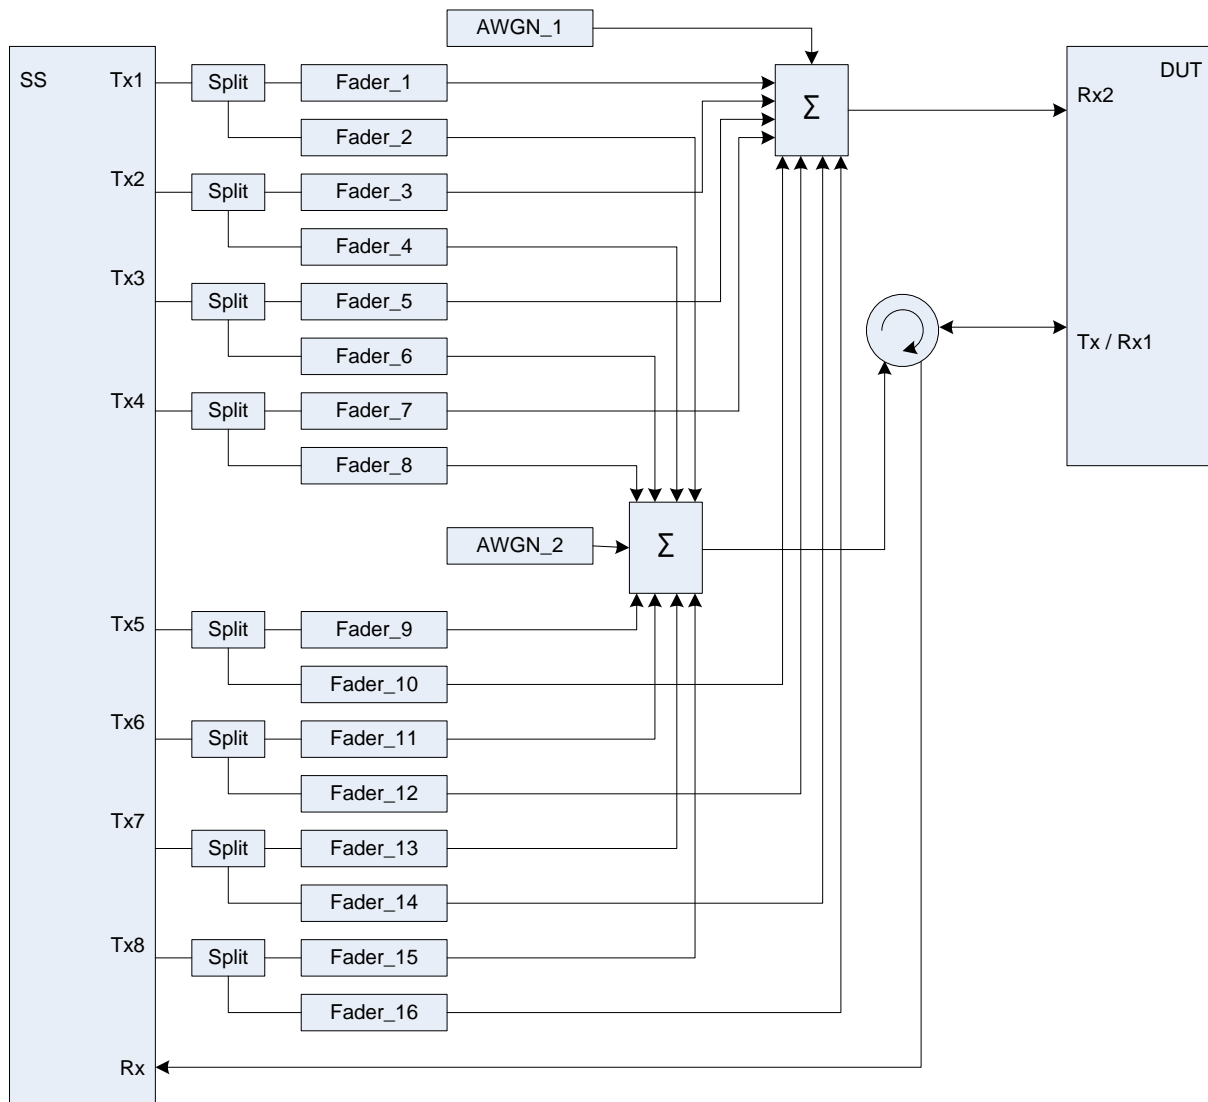 AWGN_1
SS
Tx1
Split
Fader_1
Σ
DUT
Rx2
Fader_2
Tx2
Split
Fader_3
Fader_4
Tx3
Split
Fader_5
Fader_6
Tx / Rx1
Tx4
Split
Fader_7
Fader_8
AWGN_2
Σ
Tx5
Split
Fader_9
Fader_10
Tx6
Split
Fader_11
Fader_12
Tx7
Split
Fader_13
Fader_14
Tx8
Split
Fader_15
Fader_16
Rx